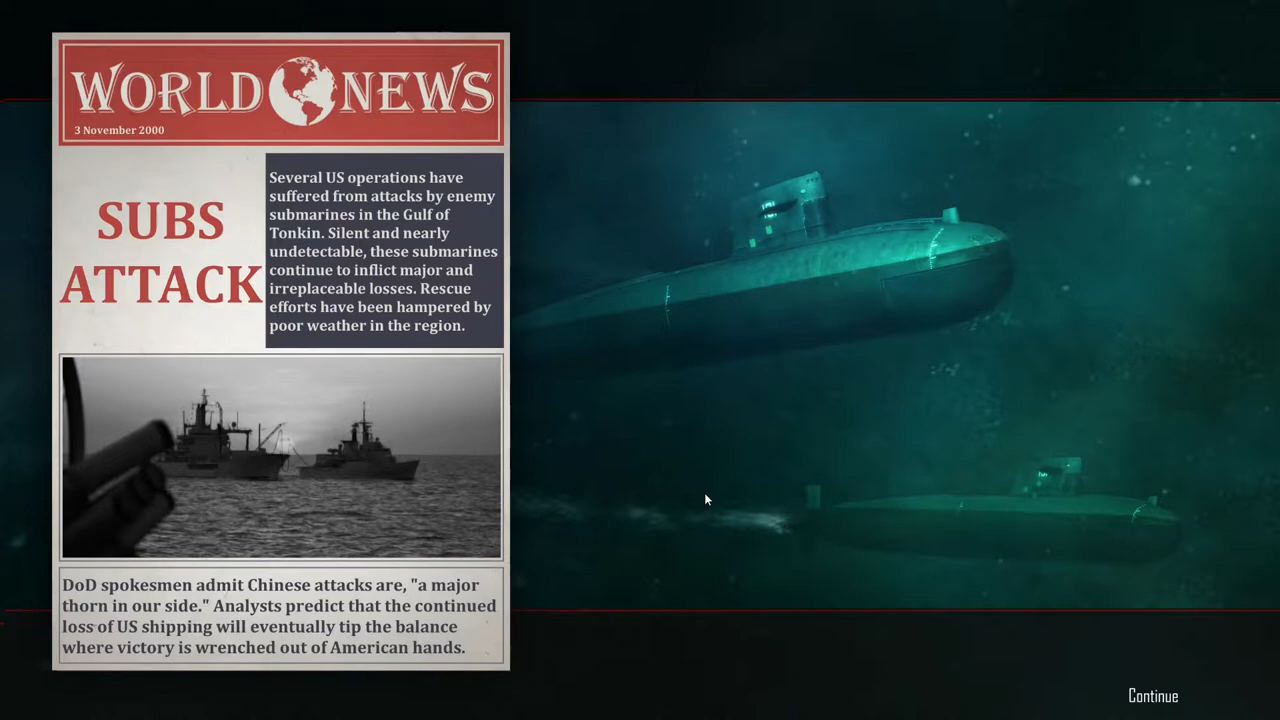 WORLD NEWS
3 November 2000
SUBS
ATTACK
Several US operations have
suffered from attacks by enemy
submarines in the Gulf of
Tonkin. Silent and nearly
undetectable, these submarines
continue to inflict major and
irreplaceable losses. Rescue
efforts have been hampered by
poor weather in the region.
DoD spokesmen admit Chinese attacks are, "a major
thorn in our side." Analysts predict that the continued
loss of US shipping will eventually tip the balance
where victory is wrenched out of American hands.
Continue